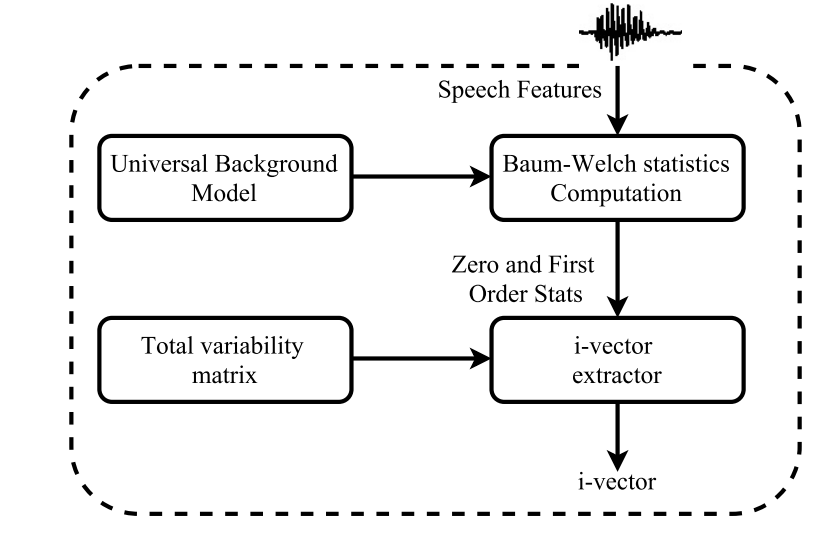 Speech Features
Universal Background
Model
Baum-Welch statistics
Computation
Zero and First
Order Stats
Total variability
matrix
i-vector
extractor
i-vector